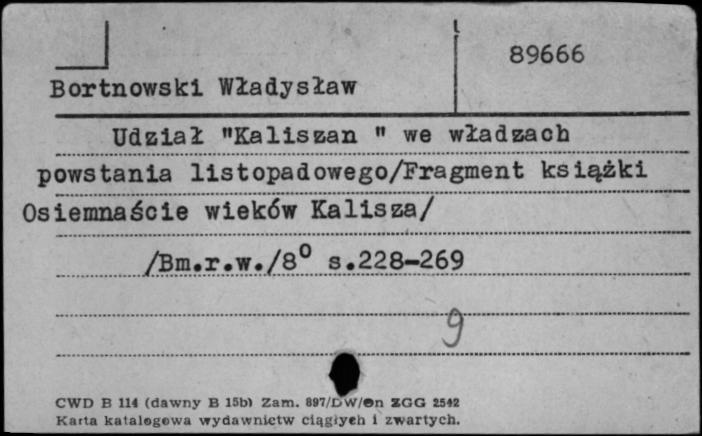 89666
Bortnowski Władysław
Udział "Kaliszan " we władzach
powstania listopadowego/Fragment książki
Osiemnaście wieków Kalisza/
/Bm.r.w./8° s.228-269
9
CWD B 114 (dawny B 15b) Zam. 897/DW/en ZGG 2542
Karta katalogowa wydawnictw ciągłych i zwartych.